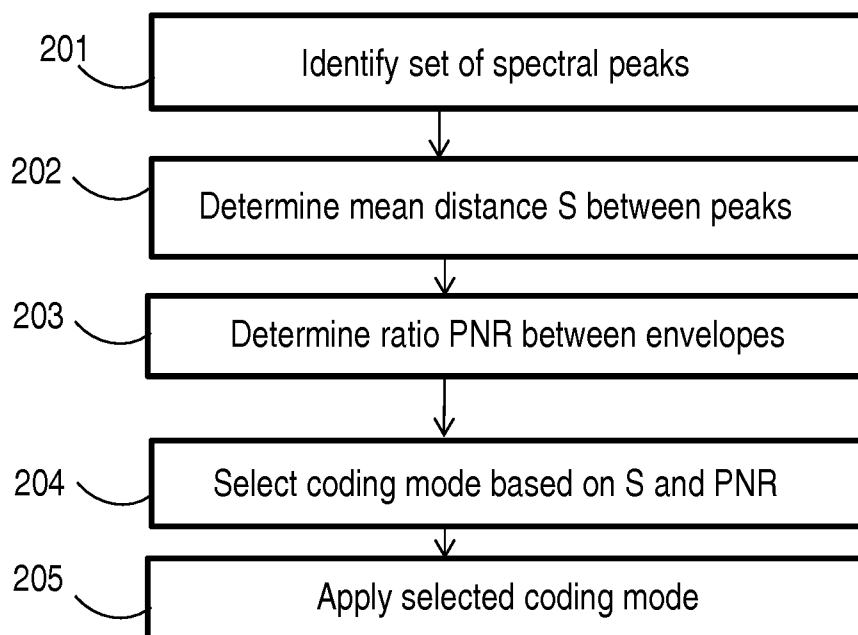 201
Identify set of spectral peaks
202
Determine mean distance S between peaks
203
Determine ratio PNR between envelopes
204
Select coding mode based on S and PNR
205
Apply selected coding mode